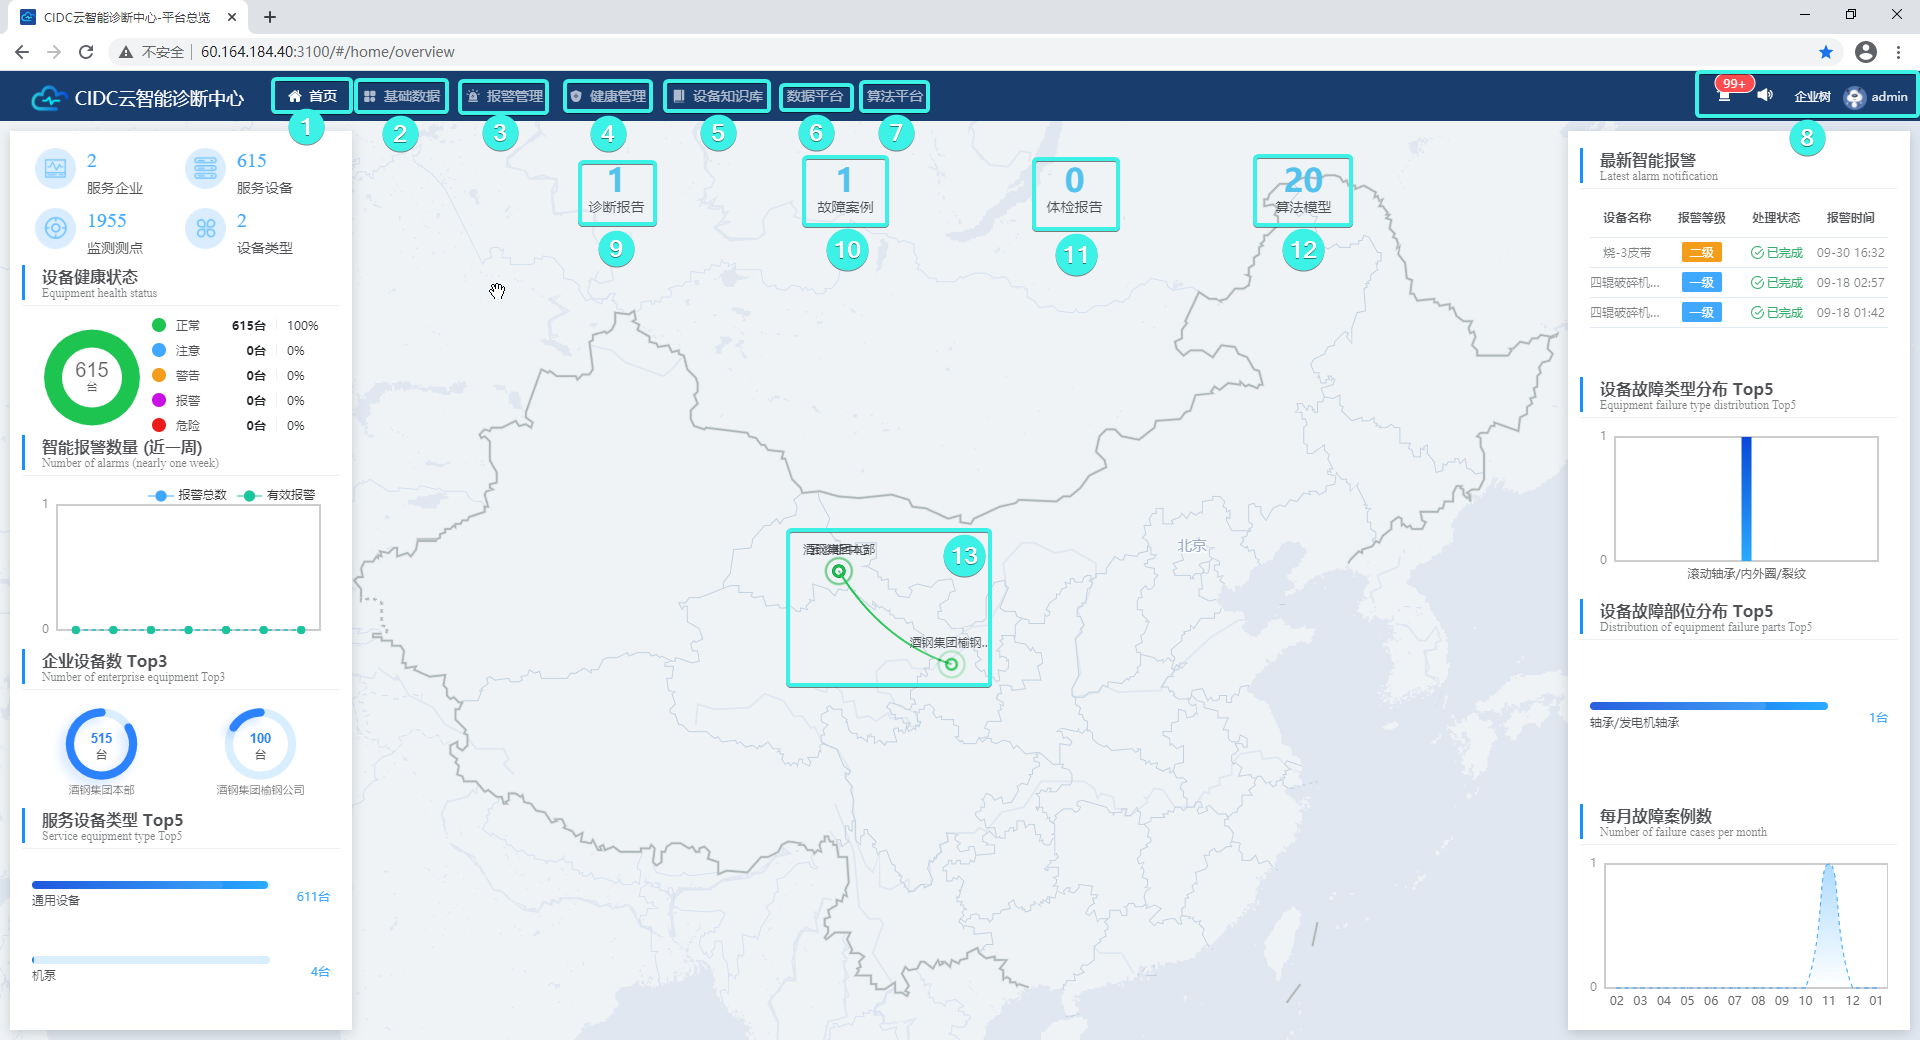 CIDC云智能诊断中心-平台总览
不安全 60.164.184.40:3100/#/home/overview
CIDC云智能诊断中心
首页 基础数据 报警管理 健康管理 设备知识库 数据平台 算法平台
99+ 企业树 admin
1 2 3 4 5 6 7 8
2
服务企业
615
服务设备
1955
监测测点
2
设备类型
设备健康状态
Equipment health status
615
台
正常 615台 100%
注意 0台 0%
警告 0台 0%
报警 0台 0%
危险 0台 0%
智能报警数量 (近一周)
Number of alarms (nearly one week)
报警总数 有效报警
1
0
企业设备数 Top3
Number of enterprise equipment Top3
515
台
酒钢集团本部
100
台
酒钢集团榆钢公司
服务设备类型 Top5
Service equipment type Top5
通用设备 611台
机泵 4台
1
诊断报告
9
1
故障案例
10
0
体检报告
11
20
算法模型
12
13
酒钢集团榆钢...
北京
最新智能报警
Latest alarm notification
设备名称 报警等级 处理状态 报警时间
烧-3皮带 二级 已完成 09-30 16:32
四辊破碎机... 一级 已完成 09-18 02:57
四辊破碎机... 一级 已完成 09-18 01:42
设备故障类型分布 Top5
Equipment failure type distribution Top5
1
0
滚动轴承/内外圈/裂纹
设备故障部位分布 Top5
Distribution of equipment failure parts Top5
轴承/发电机轴承 1台
每月故障案例数
Number of failure cases per month
1
0
02 03 04 05 06 07 08 09 10 11 12 01